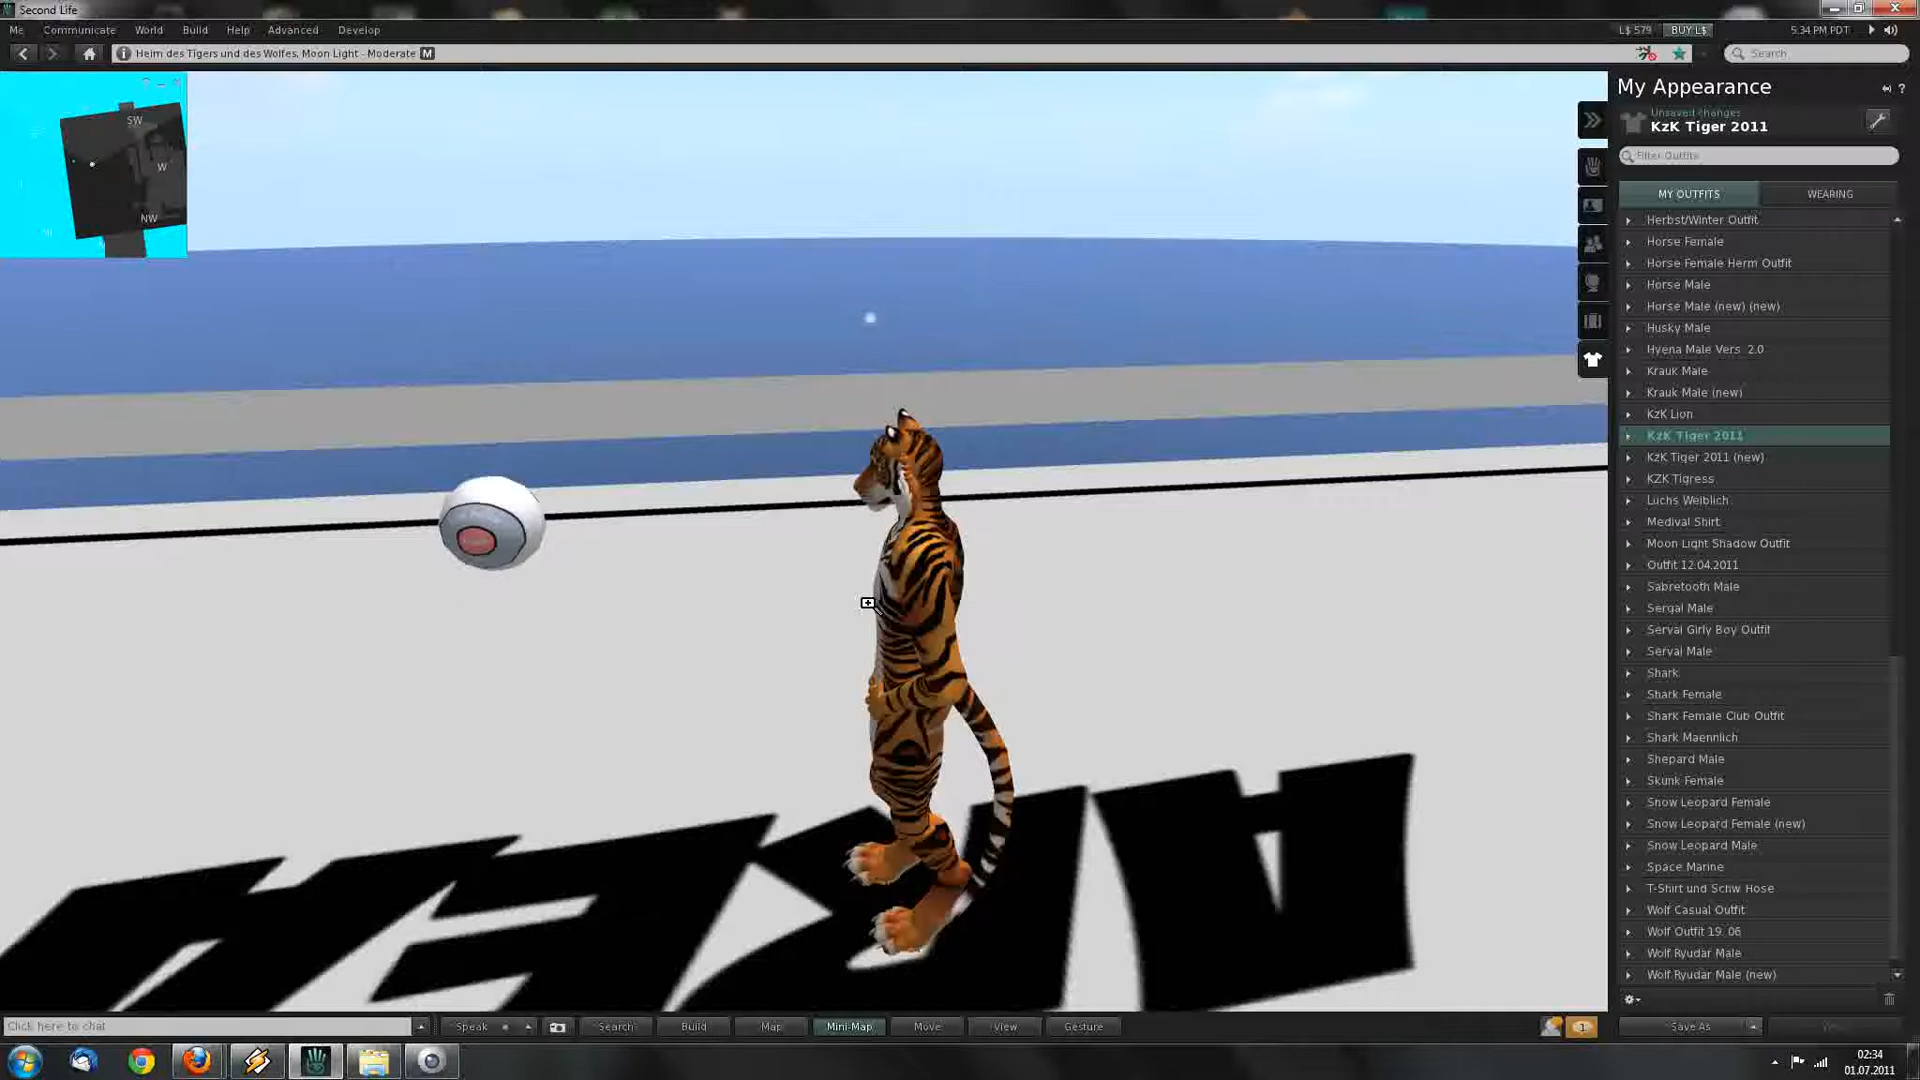 Second Life
Me Communicate World Build Help Advanced Develop
L$ 579 BUY L$ 5:34 PM PDT
Heim des Tigers und des Wolfes, Moon Light - Moderate M
Search
SW
W
NW
My Appearance
?
Unsaved changes
KzK Tiger 2011
Filter Outfits
MY OUTFITS WEARING
Herbst/Winter Outfit
Horse Female
Horse Female Herm Outfit
Horse Male
Horse Male (new) (new)
Husky Male
Hyena Male Vers 2.0
Krauk Male
Krauk Male (new)
KzK Lion
KzK Tiger 2011
KzK Tiger 2011 (new)
KZK Tigress
Luchs Weiblich
Medival Shirt
Moon Light Shadow Outfit
Outfit 12.04.2011
Sabretooth Male
Sergal Male
Serval Girly Boy Outfit
Serval Male
Shark
Shark Female
Shark Female Club Outfit
Shark Maennlich
Shepard Male
Skunk Female
Snow Leopard Female
Snow Leopard Female (new)
Snow Leopard Male
Space Marine
T-Shirt und Schw Hose
Wolf Casual Outfit
Wolf Outfit 19. 06
Wolf Ryudar Male
Wolf Ryudar Male (new)
Save As
Click here to chat
Speak Search Build Map Mini-Map Move View Gesture
1
02:34
01.07.2011